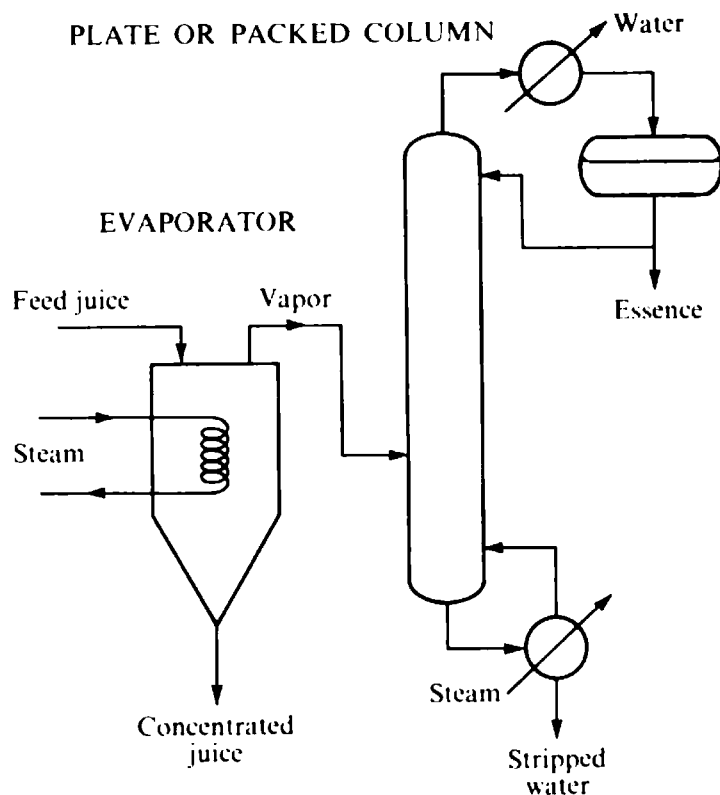 PLATE OR PACKED COLUMN
Water
EVAPORATOR
Feed juice
Vapor
Essence
Steam
Steam
Concentrated
juice
Stripped
water